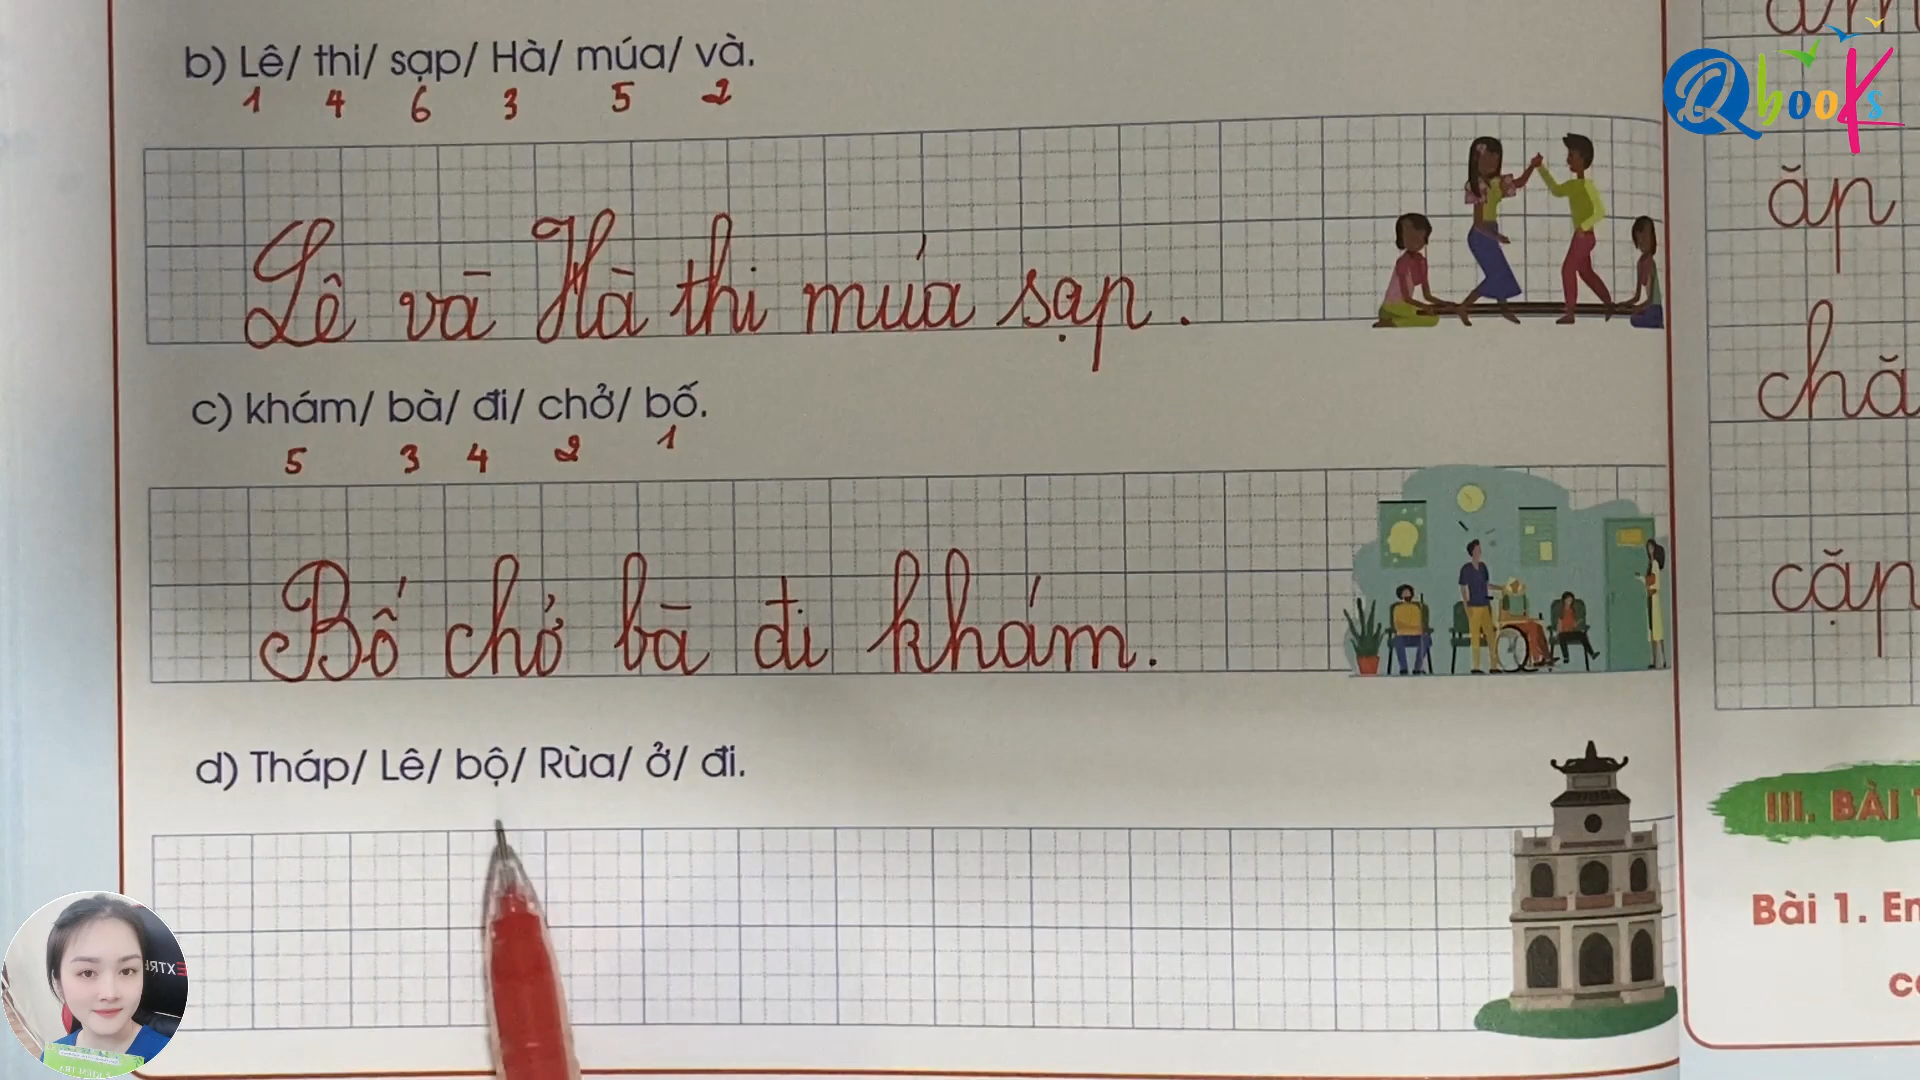 b) Lê/ thi/ sạp/ Hà/ múa/ và.
1 4 6 3 5 2
Lê và Hà thi múa sạp.
c) khám/ bà/ đi/ chở/ bố.
5 3 4 2 1
Bố chở bà đi khám.
d) Tháp/ Lê/ bộ/ Rùa/ ở/ đi.
Qbooks
ăp
cặp
III. BÀI
Bài 1.